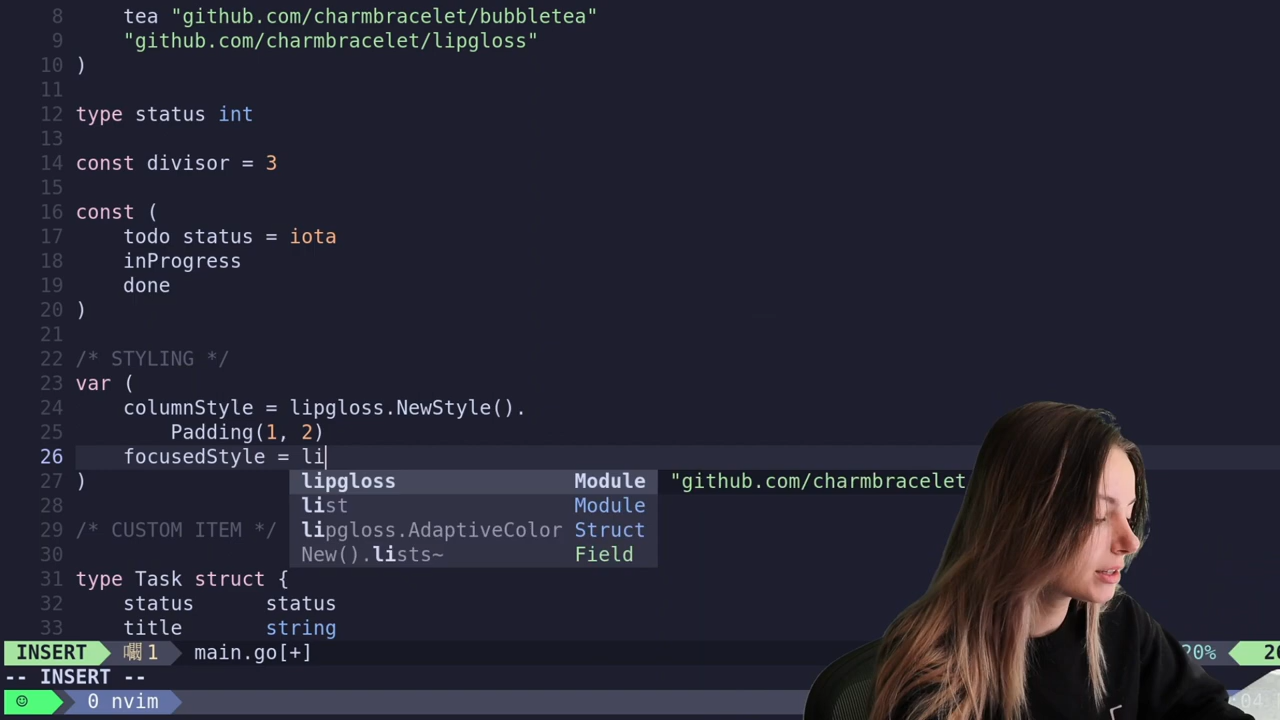 8 tea "github.com/charmbracelet/bubbletea"
9 "github.com/charmbracelet/lipgloss"
10 )
11
12 type status int
13
14 const divisor = 3
15
16 const (
17 todo status = iota
18 inProgress
19 done
20 )
21
22 /* STYLING */
23 var (
24 columnStyle = lipgloss.NewStyle().
25 Padding(1, 2)
26 focusedStyle = li
27 ) lipgloss Module "github.com/charmbracelet
28 list Module
29 /* CUSTOM ITEM */ lipgloss.AdaptiveColor Struct
30 New().lists~ Field
31 type Task struct {
32 status status
33 title string
INSERT 1 main.go[+] 20%
-- INSERT --
0 nvim